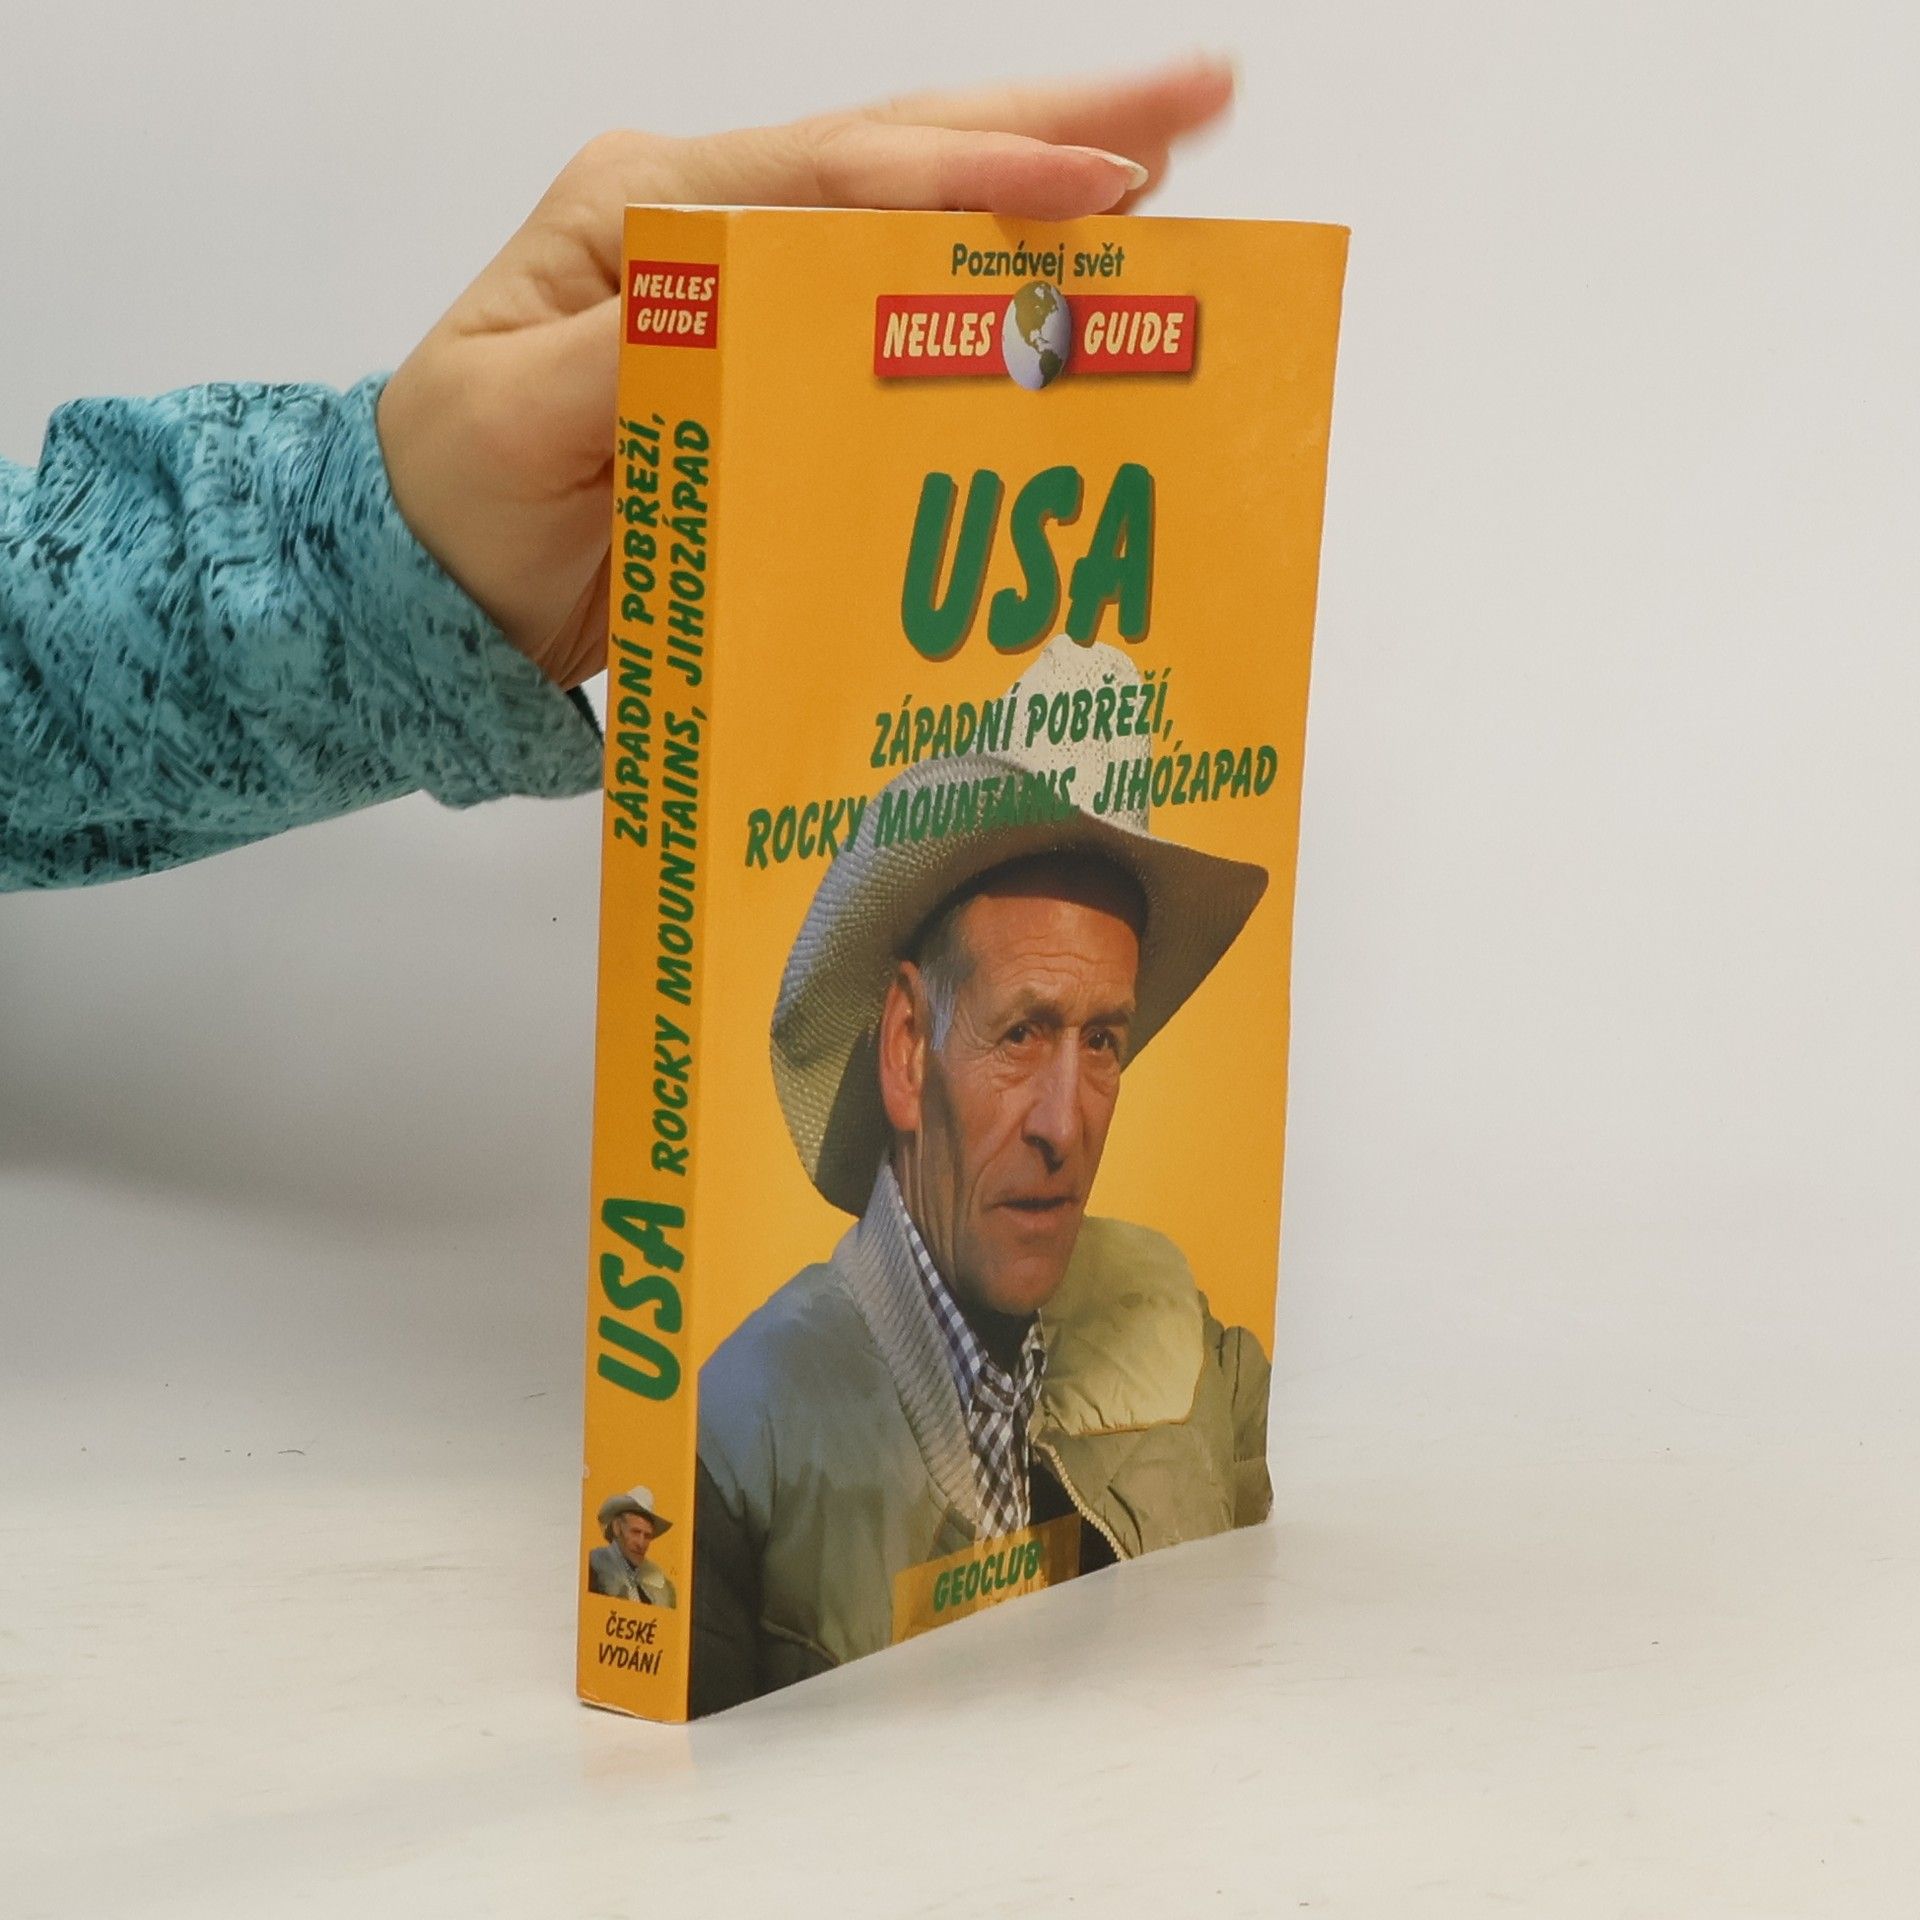 NELLES
GUIDE
USA
ZÁPADNÍ POBŘEŽÍ,
ROCKY MOUNTAINS, JIHOZÁPAD
ČESKÉ
VYDÁNÍ
Poznávej svět
NELLES GUIDE
USA
ZÁPADNÍ POBŘEŽÍ,
ROCKY MOUNTAINS, JIHOZÁPAD
GEOCLUB